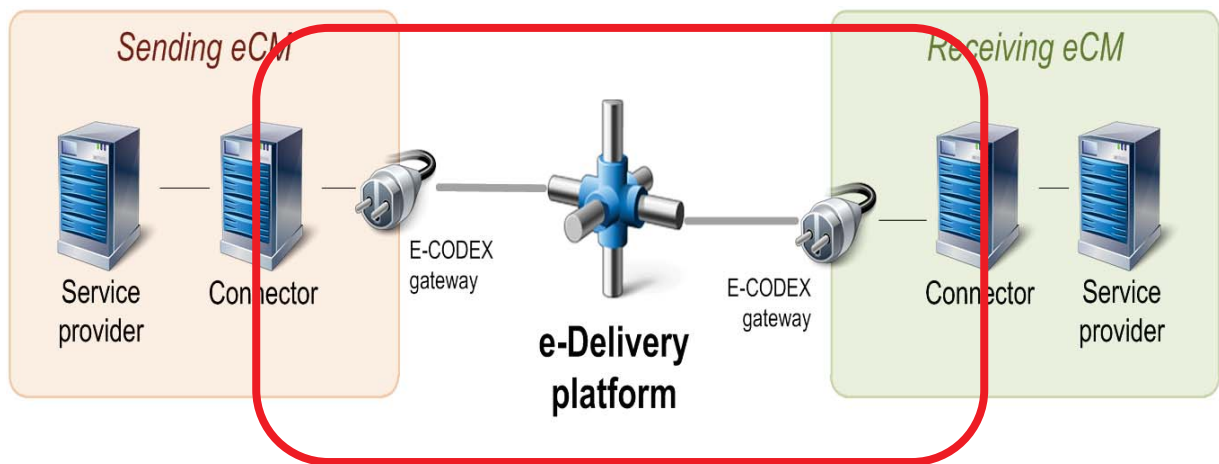 Sending eCM
Receiving eCM
Service
provider
Connector
E-CODEX
gateway
e-Delivery
platform
E-CODEX
gateway
Connector
Service
provider